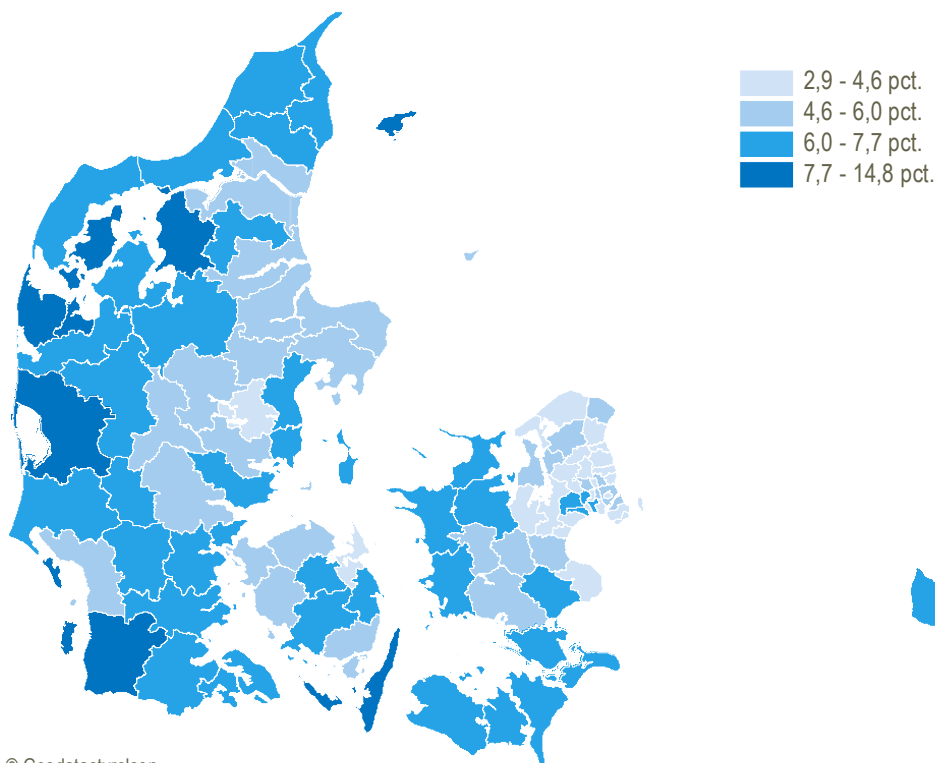 2,9 - 4,6 pct.
4,6 - 6,0 pct.
6,0 - 7,7 pct.
7,7 - 14,8 pct.
©